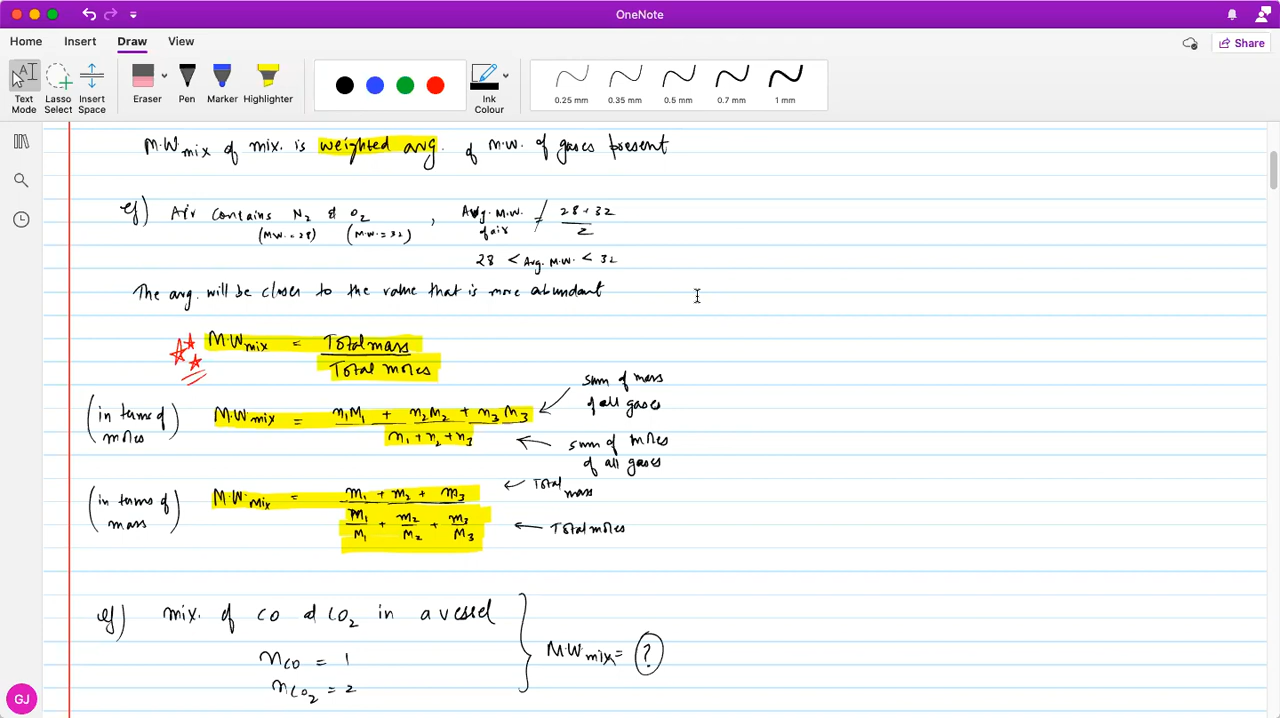 OneNote
Home Insert Draw View
Share
Text Mode
Lasso Select
Insert Space
Eraser
Pen
Marker
Highlighter
Ink Colour
0.25 mm
0.35 mm
0.5 mm
0.7 mm
1 mm
M.W mix of mix. is weighted avg. of M.W. of gases present
eg) Air contains N2 & O2 , Avg. M.W. of air ≠ 28+32 / 2
(M.W. = 28) (M.W. = 32)
28 < Avg. M.W. < 32
The avg. will be closer to the value that is more abundant
M.W mix = Total mass / Total moles
(in terms of moles) M.W mix = n1M1 + n2M2 + n3M3 / n1 + n2 + n3
sum of mass of all gases
sum of moles of all gases
(in terms of mass) M.W mix = m1 + m2 + m3 / m1/M1 + m2/M2 + m3/M3
Total mass
Total moles
eg) mix. of CO & CO2 in a vessel
nCO = 1
nCO2 = 2
M.W mix = ?
GJ